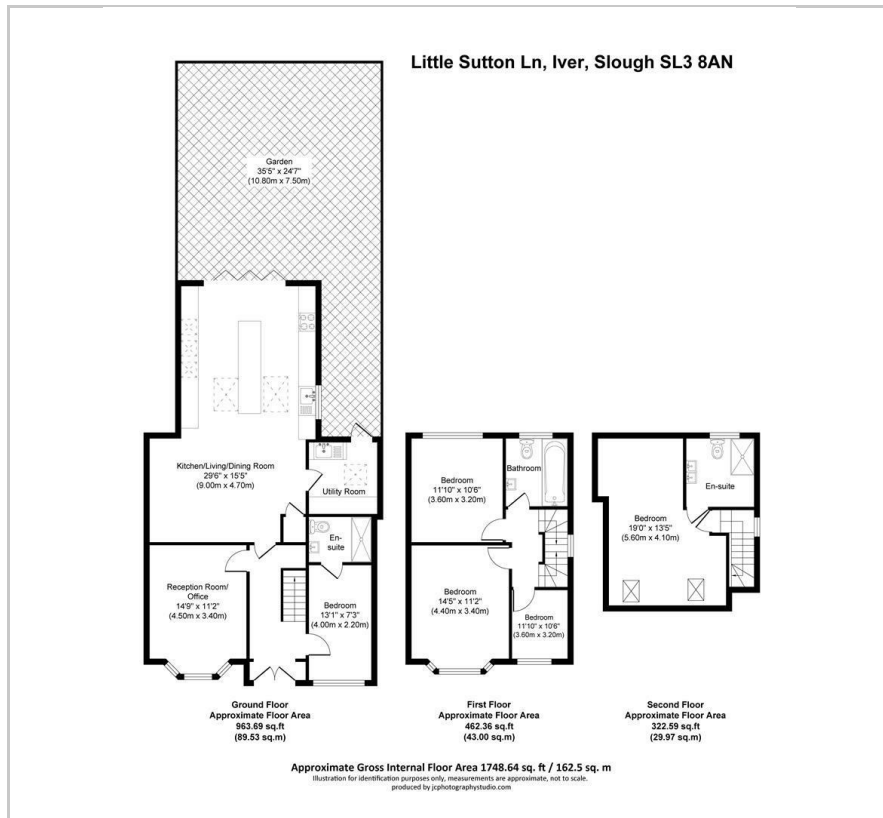 Little Sutton Ln, Iver, Slough SL3 8AN
Garden
35'5" x 24'7"
(10.80m x 7.50m)
Kitchen/Living/Dining Room
29'6" x 15'5"
(9.00m x 4.70m)
Utility Room
En-
suite
Reception Room/
Office
14'9" x 11'2"
(4.50m x 3.40m)
Bedroom
13'1" x 7'3"
(4.00m x 2.20m)
Ground Floor
Approximate Floor Area
963.69 sq.ft
(89.53 sq.m)
Bedroom
11'10" x 10'6"
(3.60m x 3.20m)
Bathroom
Bedroom
14'5" x 11'2"
(4.40m x 3.40m)
Bedroom
11'10" x 10'6"
(3.60m x 3.20m)
First Floor
Approximate Floor Area
462.36 sq.ft
(43.00 sq.m)
En-suite
Bedroom
19'0" x 13'5"
(5.60m x 4.10m)
Second Floor
Approximate Floor Area
322.59 sq.ft
(29.97 sq.m)
Approximate Gross Internal Floor Area 1748.64 sq. ft / 162.5 sq. m
Illustration for identification purposes only, measurements are approximate, not to scale.
produced by jcphotographystudio.com